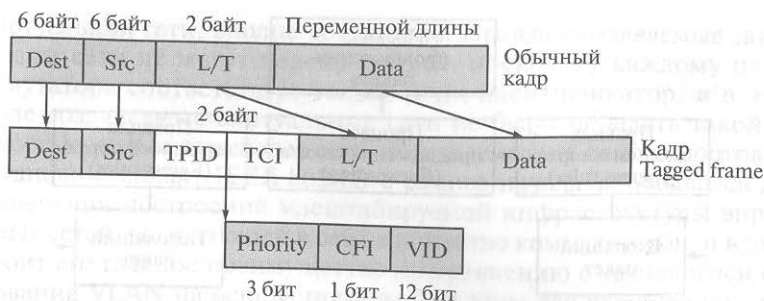 6 байт 6 байт 2 байт Переменной длины
Dest Src L/T Data Обычный
кадр
2 байт
Dest Src TPID TCI L/T Data Кадр
Tagged frame
Priority CFI VID
3 бит 1 бит 12 бит